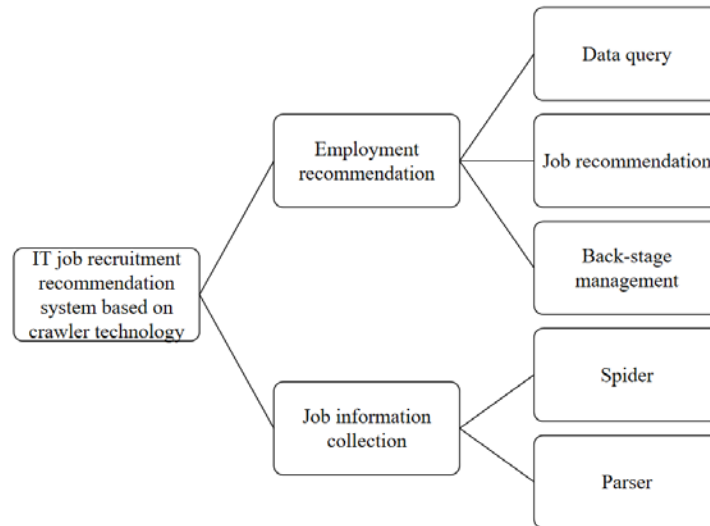 Data query
Employment
recommendation
Job recommendation
Back-stage
management
IT job recruitment
recommendation
system based on
crawler technology
Job information
collection
Spider
Parser